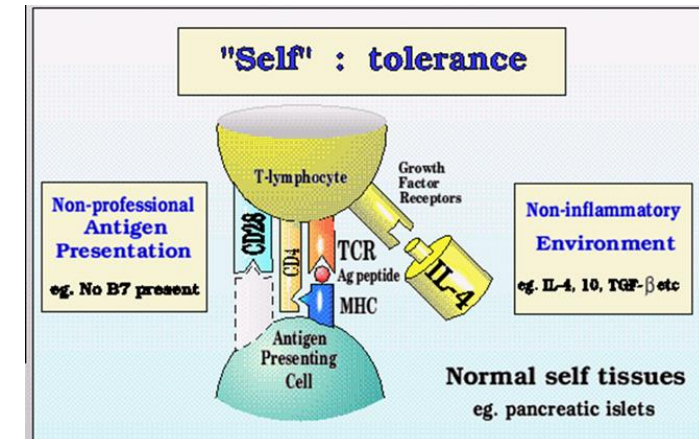 "Self" : tolerance
T-lymphocyte
Growth
Factor
Receptors
Non-professional
Antigen
Presentation
eg. No B7 present
CD28
CD4
TCR
Ag peptide
MHC
IL-4
Non-inflammatory
Environment
eg. IL-4, 10, TGF-β etc
Antigen
Presenting
Cell
Normal self tissues
eg. pancreatic islets